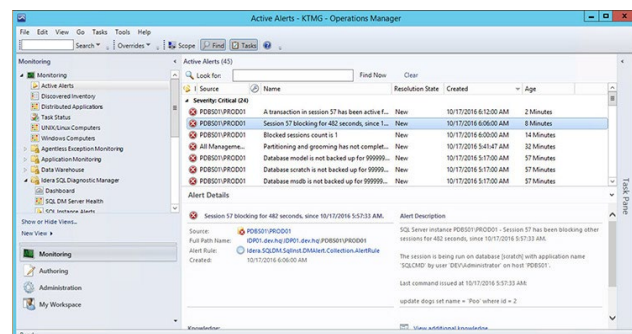 Active Alerts - KTMG - Operations Manager
File Edit View Go Tasks Tools Help
Search Overrides Scope Find Tasks
Monitoring
Monitoring
Active Alerts
Discovered Inventory
Distributed Applications
Task Status
UNIX/Linux Computers
Windows Computers
Agentless Exception Monitoring
Application Monitoring
Data Warehouse
Idera SQL Diagnostic Manager
Dashboard
SQL DM Server Health
SQL Instance Alerts
Show or Hide Views...
New View
Monitoring
Authoring
Administration
My Workspace
Active Alerts (45)
Look for: Find Now Clear
Source Name Resolution State Created Age
Severity: Critical (24)
PDBS01\PROD01 A transaction in session 57 has been active f... New 10/17/2016 6:12:00 AM 2 Minutes
PDBS01\PROD01 Session 57 blocking for 482 seconds, since 1... New 10/17/2016 6:06:00 AM 8 Minutes
PDBS01\PROD01 Blocked sessions count is 1 New 10/17/2016 6:00:00 AM 14 Minutes
All Manageme... Partitioning and grooming has not complet... New 10/17/2016 5:41:47 AM 32 Minutes
PDBS01\PROD01 Database model is not backed up for 999999... New 10/17/2016 5:17:00 AM 57 Minutes
PDBS01\PROD01 Database scratch is not backed up for 99999... New 10/17/2016 5:17:00 AM 57 Minutes
PDBS01\PROD01 Database msdb is not backed up for 999999... New 10/17/2016 5:17:00 AM 57 Minutes
Alert Details
Session 57 blocking for 482 seconds, since 10/17/2016 5:57:33 AM.
Source: PDBS01\PROD01
Full Path Name: IDP01.dev.hq\IDP01.dev.hq\PDBS01\PROD01
Alert Rule: Idera.SQLDM.SqlInst.DMAlert.Collection.AlertRule
Created: 10/17/2016 6:06:00 AM
Knowledge:
Alert Description
SQL Server instance PDBS01\PROD01 - Session 57 has been blocking other
sessions for 482 seconds, since 10/17/2016 5:57:33 AM.
The session is being run on database [scratch] with application name
'SQLCMD' by user 'DEV\Administrator' on host 'PDBS01'.
Last command issued at 10/17/2016 5:57:33 AM:
update dogs set name = 'Poo' where id = 2
View additional knowledge...
Task Pane